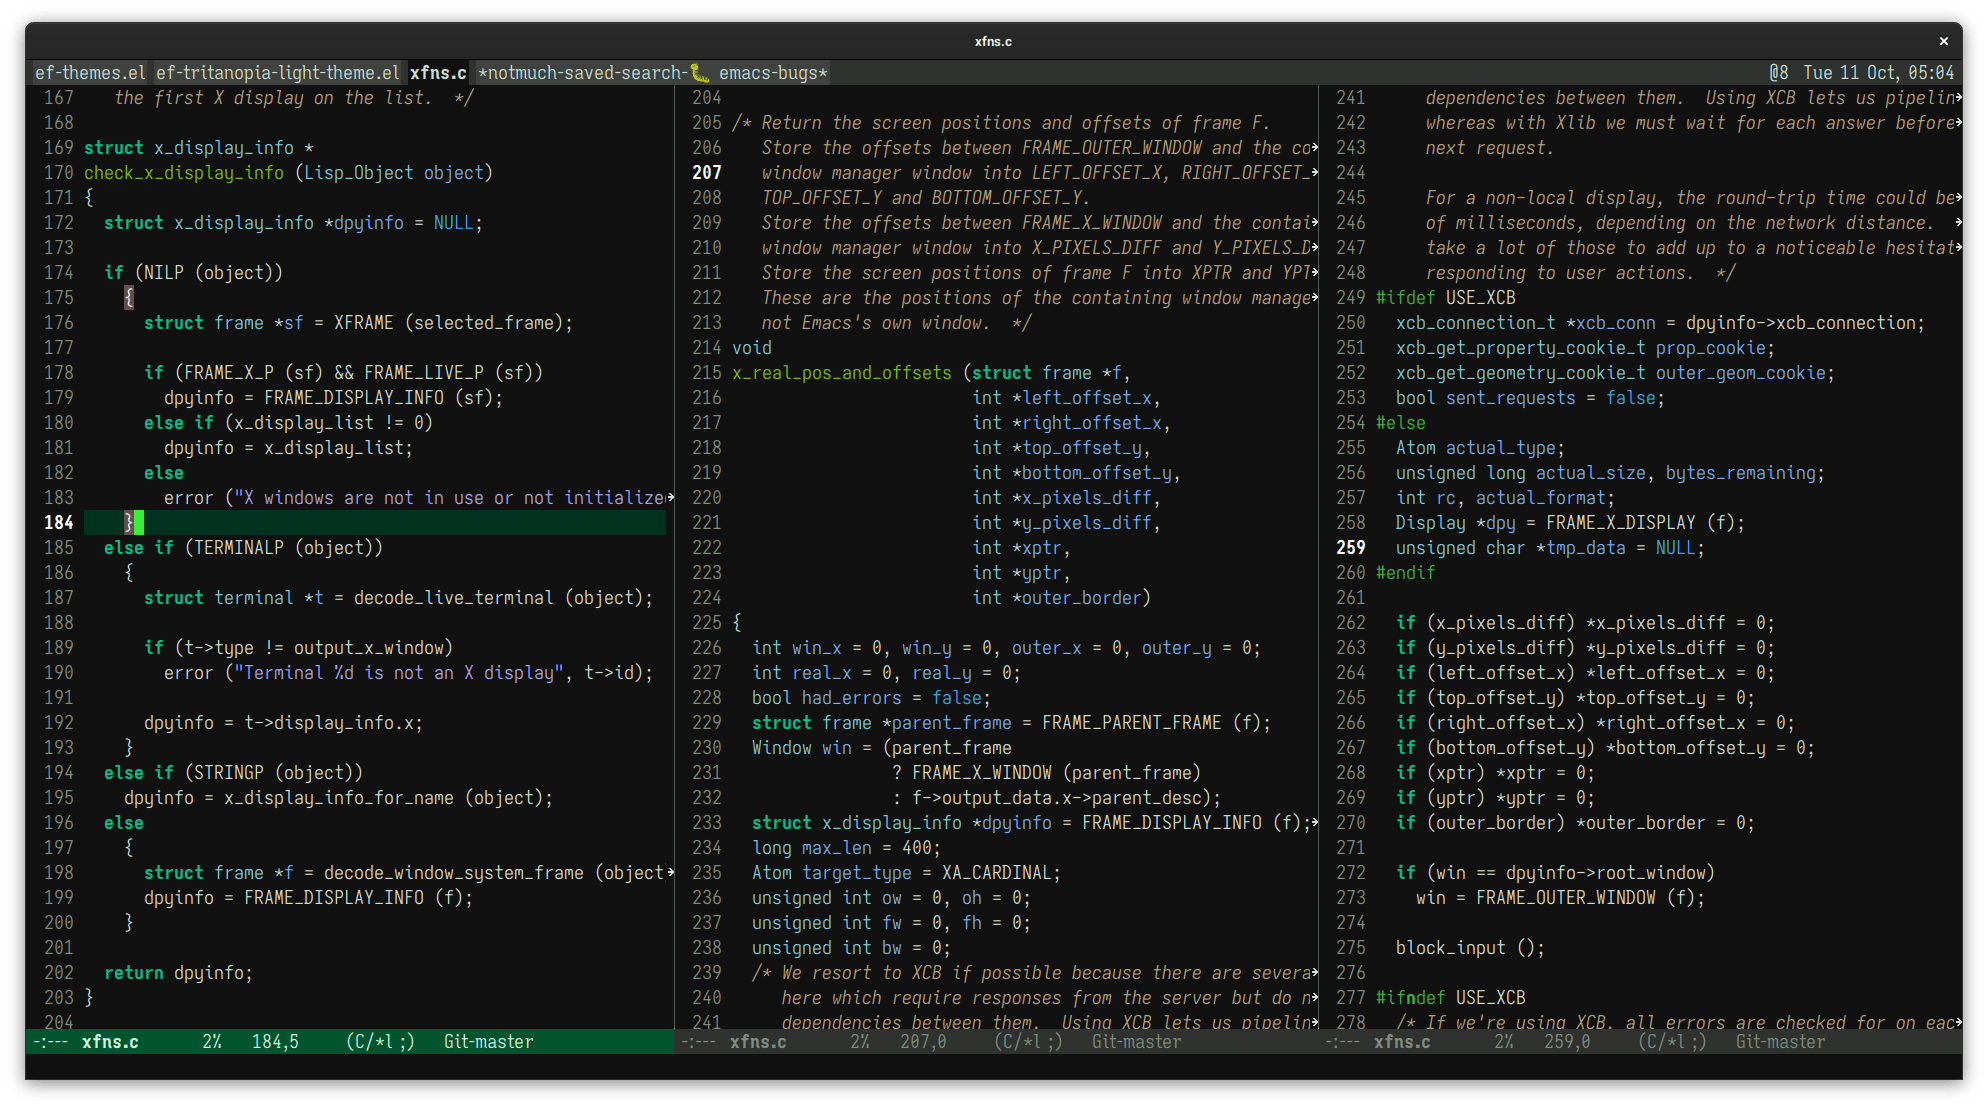 xfns.c ×
ef-themes.el ef-tritanopia-light-theme.el xfns.c *notmuch-saved-search-🐛 emacs-bugs* @8 Tue 11 Oct, 05:04
167    the first X display on the list.  */
168
169 struct x_display_info *
170 check_x_display_info (Lisp_Object object)
171 {
172   struct x_display_info *dpyinfo = NULL;
173
174   if (NILP (object))
175     {
176       struct frame *sf = XFRAME (selected_frame);
177
178       if (FRAME_X_P (sf) && FRAME_LIVE_P (sf))
179         dpyinfo = FRAME_DISPLAY_INFO (sf);
180       else if (x_display_list != 0)
181         dpyinfo = x_display_list;
182       else
183         error ("X windows are not in use or not initialize
184     }
185   else if (TERMINALP (object))
186     {
187       struct terminal *t = decode_live_terminal (object);
188
189       if (t->type != output_x_window)
190         error ("Terminal %d is not an X display", t->id);
191
192       dpyinfo = t->display_info.x;
193     }
194   else if (STRINGP (object))
195     dpyinfo = x_display_info_for_name (object);
196   else
197     {
198       struct frame *f = decode_window_system_frame (object
199       dpyinfo = FRAME_DISPLAY_INFO (f);
200     }
201
202   return dpyinfo;
203 }
204
-:--- xfns.c 2% 184,5 (C/*l ;) Git-master
204
205 /* Return the screen positions and offsets of frame F.
206    Store the offsets between FRAME_OUTER_WINDOW and the co
207    window manager window into LEFT_OFFSET_X, RIGHT_OFFSET_
208    TOP_OFFSET_Y and BOTTOM_OFFSET_Y.
209    Store the offsets between FRAME_X_WINDOW and the contai
210    window manager window into X_PIXELS_DIFF and Y_PIXELS_D
211    Store the screen positions of frame F into XPTR and YPT
212    These are the positions of the containing window manage
213    not Emacs's own window.  */
214 void
215 x_real_pos_and_offsets (struct frame *f,
216                         int *left_offset_x,
217                         int *right_offset_x,
218                         int *top_offset_y,
219                         int *bottom_offset_y,
220                         int *x_pixels_diff,
221                         int *y_pixels_diff,
222                         int *xptr,
223                         int *yptr,
224                         int *outer_border)
225 {
226   int win_x = 0, win_y = 0, outer_x = 0, outer_y = 0;
227   int real_x = 0, real_y = 0;
228   bool had_errors = false;
229   struct frame *parent_frame = FRAME_PARENT_FRAME (f);
230   Window win = (parent_frame
231                 ? FRAME_X_WINDOW (parent_frame)
232                 : f->output_data.x->parent_desc);
233   struct x_display_info *dpyinfo = FRAME_DISPLAY_INFO (f);
234   long max_len = 400;
235   Atom target_type = XA_CARDINAL;
236   unsigned int ow = 0, oh = 0;
237   unsigned int fw = 0, fh = 0;
238   unsigned int bw = 0;
239   /* We resort to XCB if possible because there are severa
240      here which require responses from the server but do n
241      dependencies between them.  Using XCB lets us pipelin
-:--- xfns.c 2% 207,0 (C/*l ;) Git-master
241      dependencies between them.  Using XCB lets us pipelin
242      whereas with Xlib we must wait for each answer before
243      next request.
244
245      For a non-local display, the round-trip time could be
246      of milliseconds, depending on the network distance.
247      take a lot of those to add up to a noticeable hesitat
248      responding to user actions.  */
249 #ifdef USE_XCB
250   xcb_connection_t *xcb_conn = dpyinfo->xcb_connection;
251   xcb_get_property_cookie_t prop_cookie;
252   xcb_get_geometry_cookie_t outer_geom_cookie;
253   bool sent_requests = false;
254 #else
255   Atom actual_type;
256   unsigned long actual_size, bytes_remaining;
257   int rc, actual_format;
258   Display *dpy = FRAME_X_DISPLAY (f);
259   unsigned char *tmp_data = NULL;
260 #endif
261
262   if (x_pixels_diff) *x_pixels_diff = 0;
263   if (y_pixels_diff) *y_pixels_diff = 0;
264   if (left_offset_x) *left_offset_x = 0;
265   if (top_offset_y) *top_offset_y = 0;
266   if (right_offset_x) *right_offset_x = 0;
267   if (bottom_offset_y) *bottom_offset_y = 0;
268   if (xptr) *xptr = 0;
269   if (yptr) *yptr = 0;
270   if (outer_border) *outer_border = 0;
271
272   if (win == dpyinfo->root_window)
273     win = FRAME_OUTER_WINDOW (f);
274
275   block_input ();
276
277 #ifndef USE_XCB
278   /* If we're using XCB, all errors are checked for on eac
-:--- xfns.c 2% 259,0 (C/*l ;) Git-master